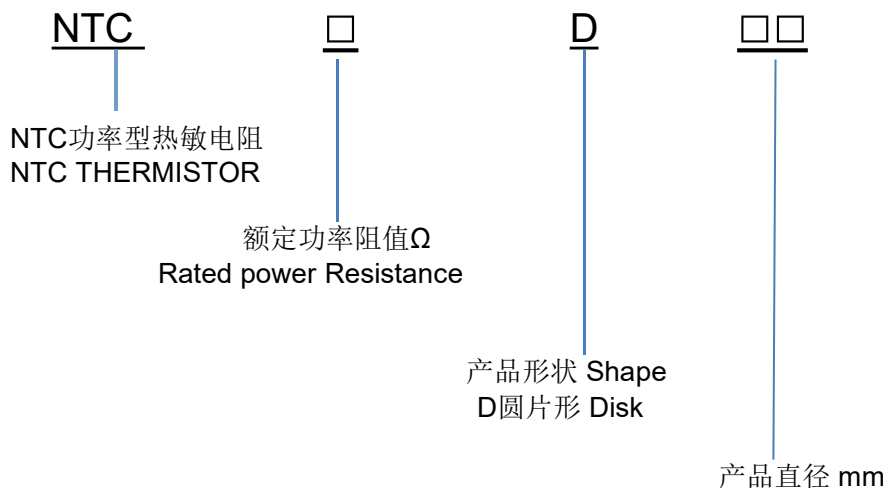 NTC □ D □□
NTC功率型热敏电阻
NTC THERMISTOR
额定功率阻值Ω
Rated power Resistance
产品形状 Shape
D圆片形 Disk
产品直径 mm